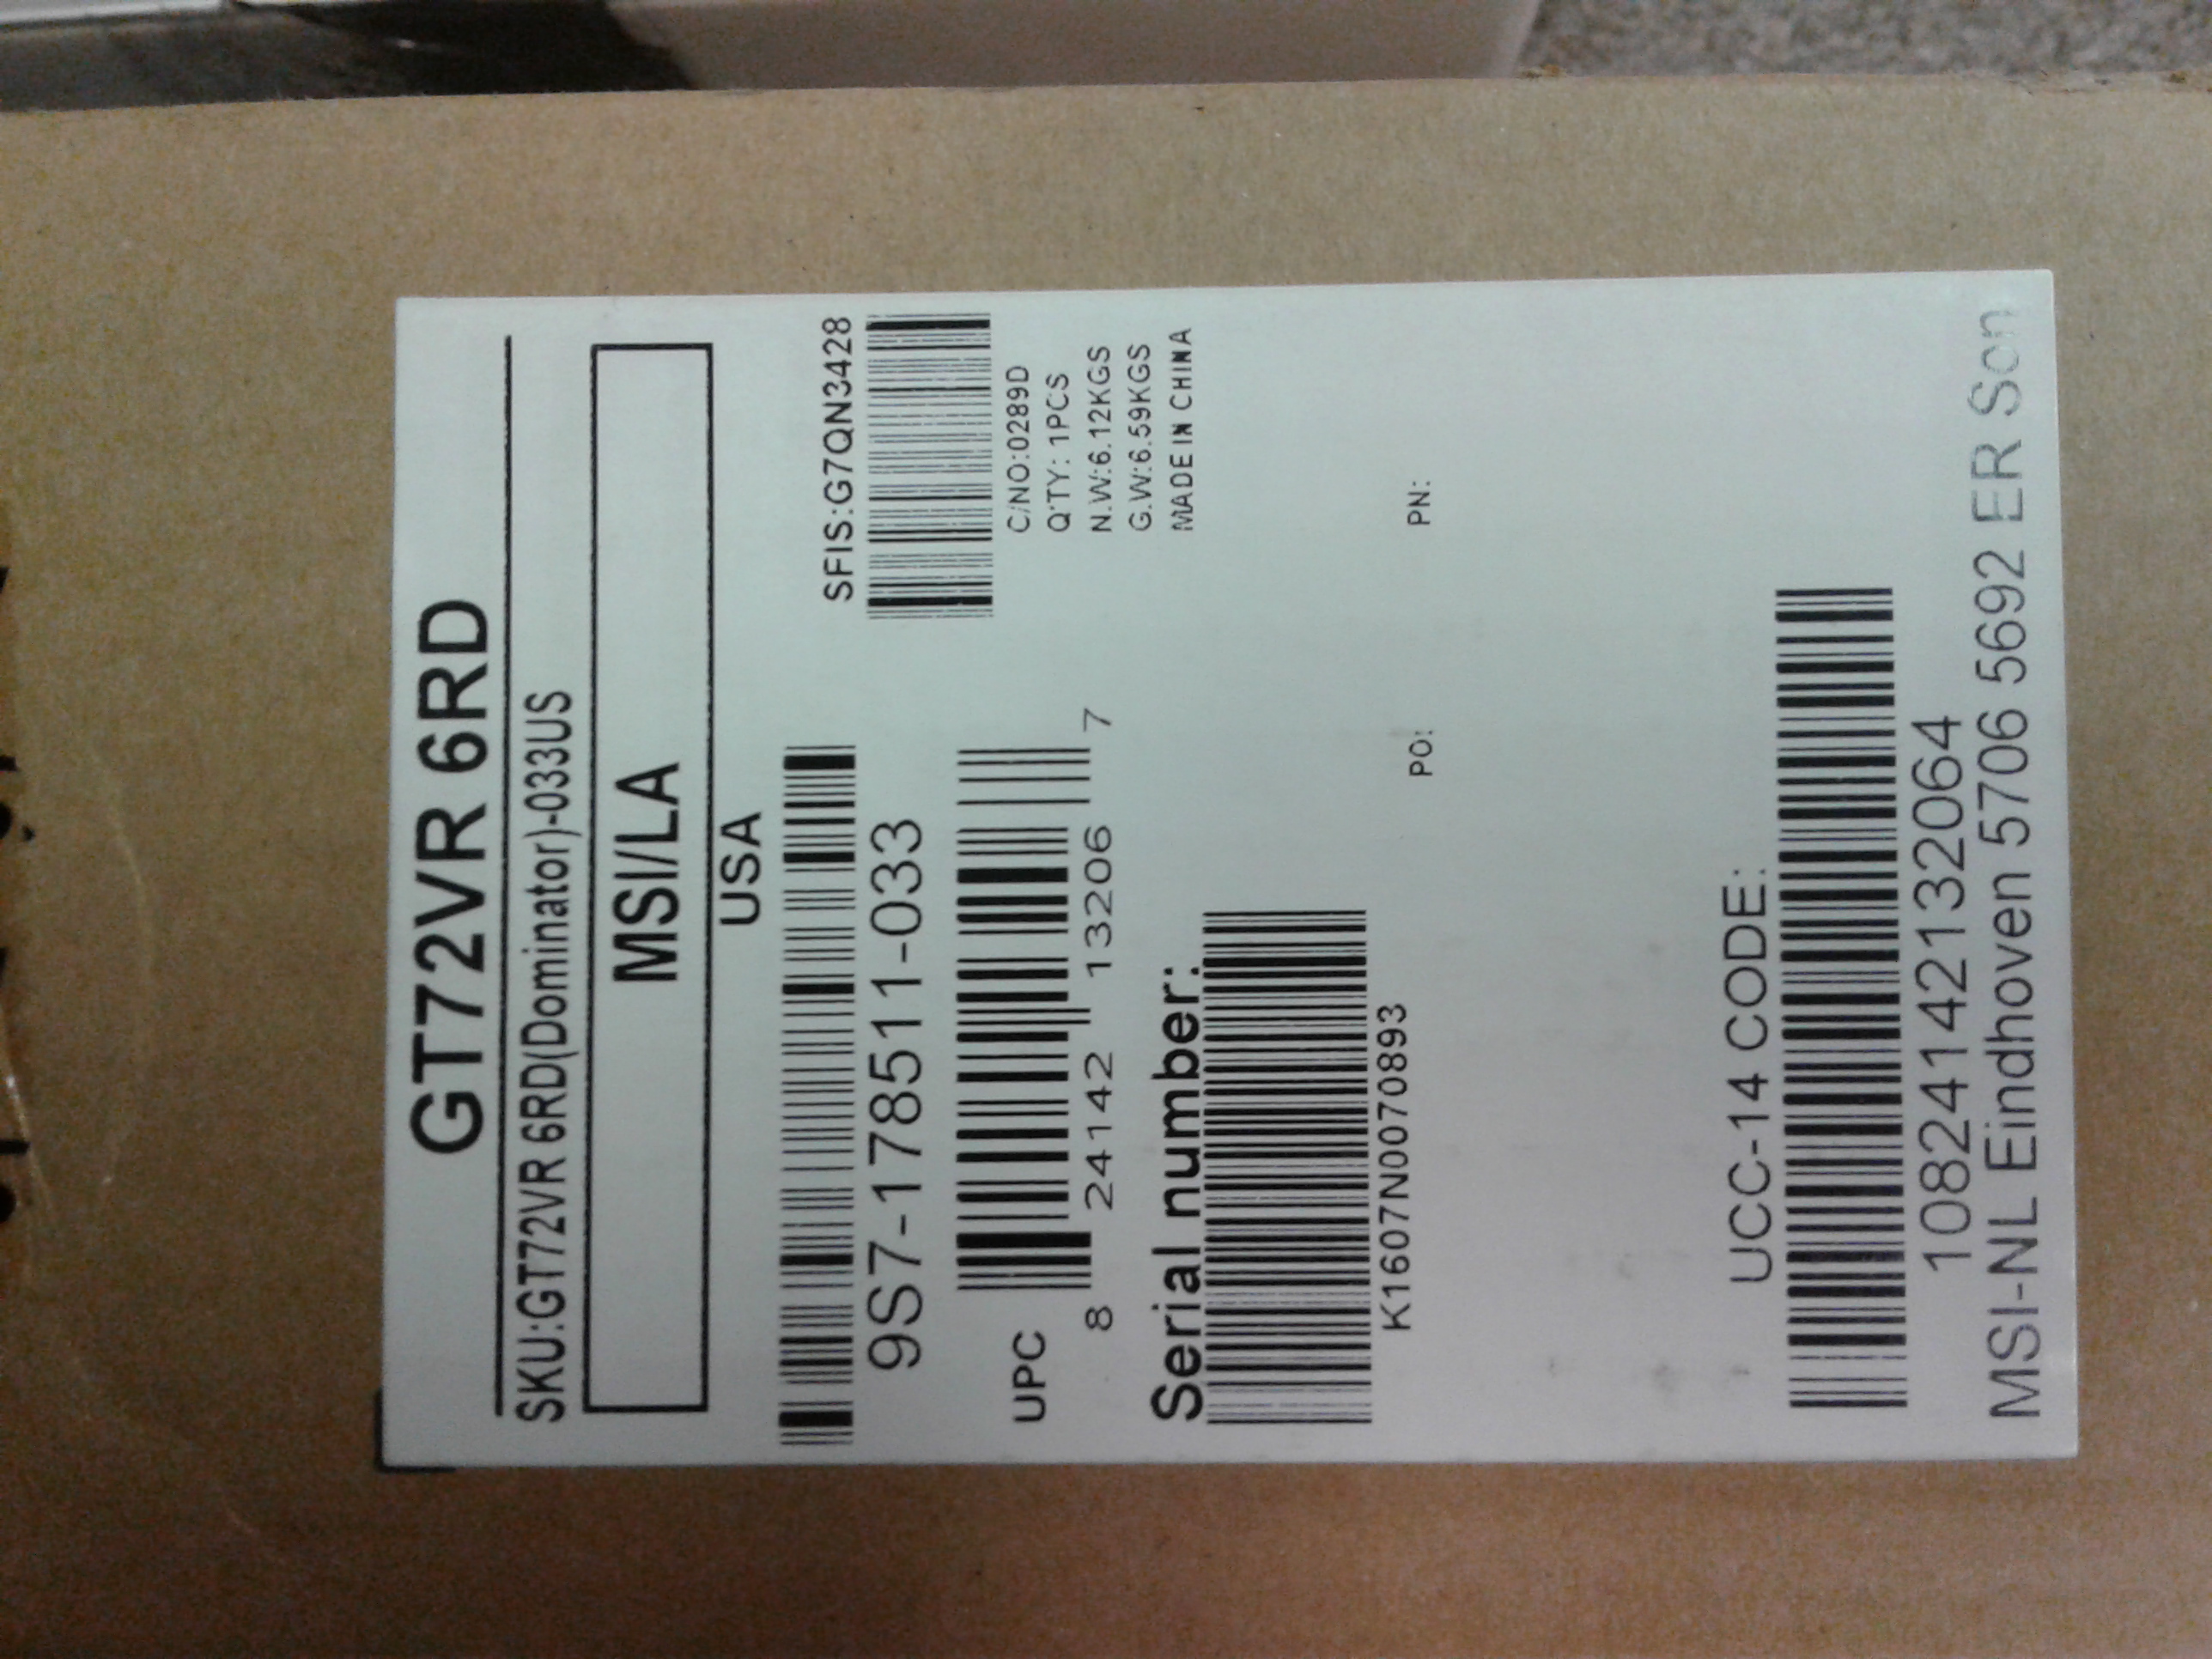 GT72VR 6RD
SKU:GT72VR 6RD(Dominator)-033US
MSI/LA
USA
9S7-178511-033
SFIS:G7QN3428
C/NO:0289D
Q'TY: 1PCS
N.W:6.12KGS
G.W:6.59KGS
MADE IN CHINA
UPC
8 24142 13206 7
Serial number:
K1607N0070893
PO:
PN:
UCC-14 CODE:
10824142132064
MSI-NL Eindhoven 5706 5692 ER Son